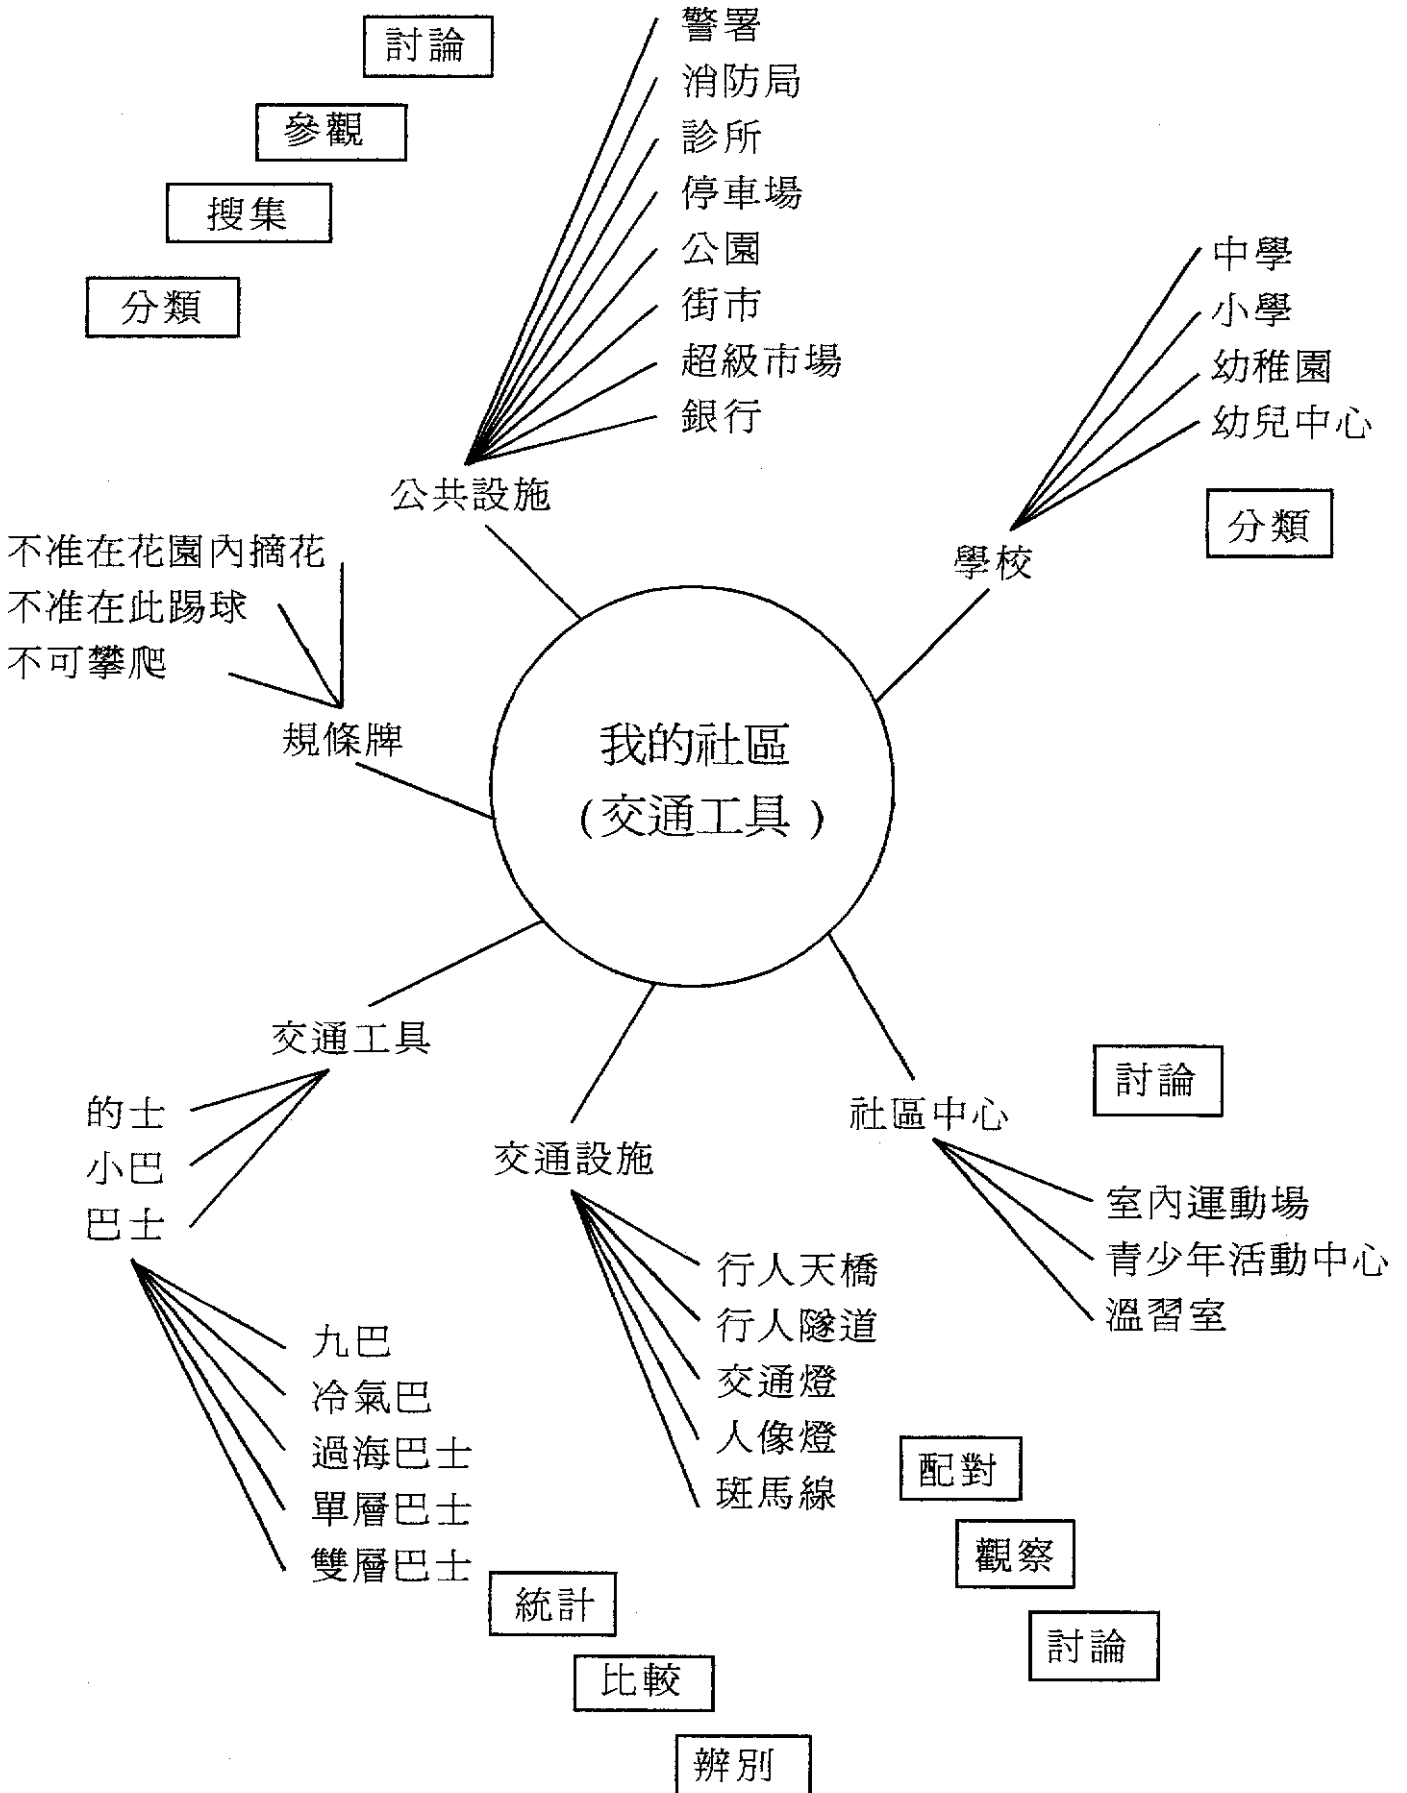 討論
參觀
搜集
分類
警署
消防局
診所
停車場
公園
街市
超級市場
銀行
公共設施
中學
小學
幼稚園
幼兒中心
分類
學校
不准在花園內摘花
不准在此踢球
不可攀爬
規條牌
我的社區
(交通工具)
交通工具
的士
小巴
巴士
九巴
冷氣巴
過海巴士
單層巴士
雙層巴士
統計
比較
辨別
交通設施
行人天橋
行人隧道
交通燈
人像燈
斑馬線
配對
觀察
討論
社區中心
討論
室內運動場
青少年活動中心
溫習室